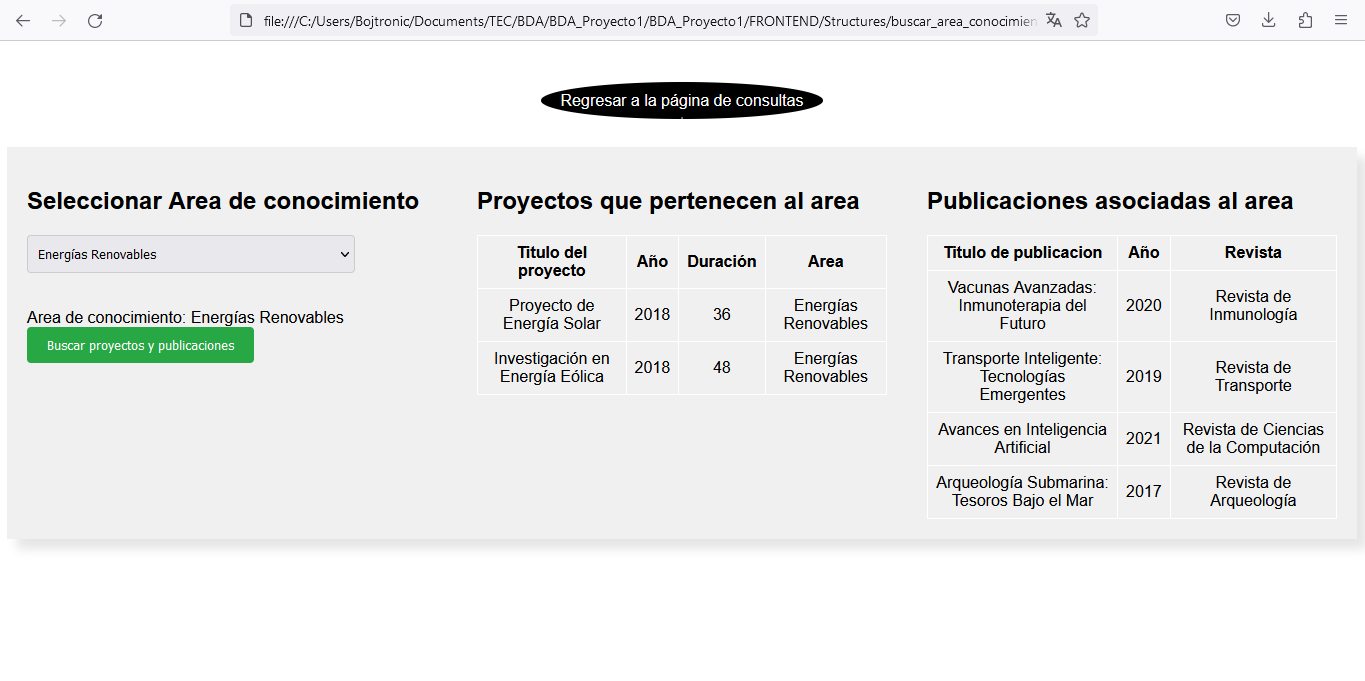 file:///C:/Users/Bojtronic/Documents/TEC/BDA/BDA_Proyecto1/BDA_Proyecto1/FRONTEND/Structures/buscar_area_conocimien
Regresar a la página de consultas
Seleccionar Area de conocimiento
Energías Renovables
Area de conocimiento: Energías Renovables
Buscar proyectos y publicaciones
Proyectos que pertenecen al area
Titulo del
proyecto
Año
Duración
Area
Proyecto de
Energía Solar
2018
36
Energías
Renovables
Investigación en
Energía Eólica
2018
48
Energías
Renovables
Publicaciones asociadas al area
Titulo de publicacion
Año
Revista
Vacunas Avanzadas:
Inmunoterapia del
Futuro
2020
Revista de
Inmunología
Transporte Inteligente:
Tecnologías
Emergentes
2019
Revista de
Transporte
Avances en Inteligencia
Artificial
2021
Revista de Ciencias
de la Computación
Arqueología Submarina:
Tesoros Bajo el Mar
2017
Revista de
Arqueología